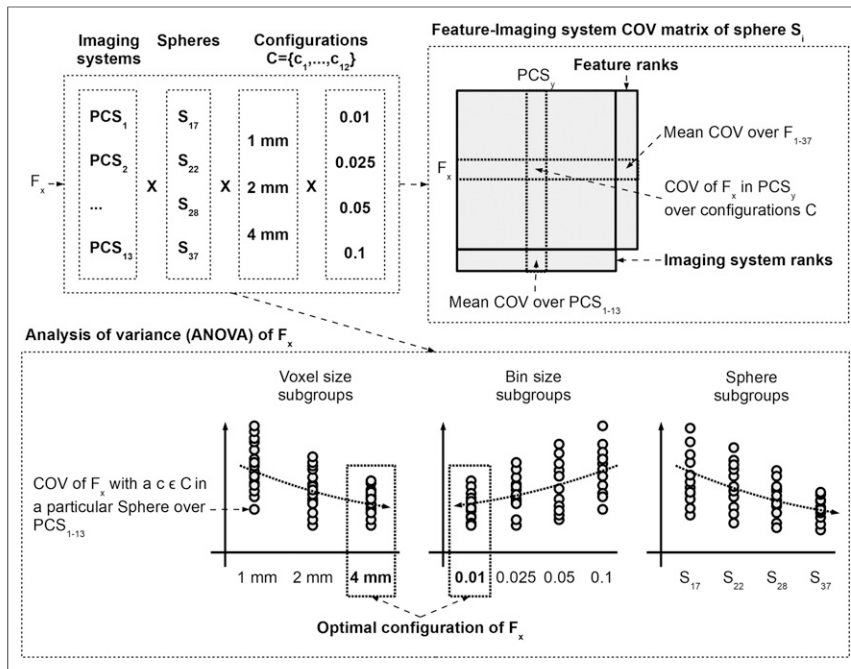 Imaging systems
Spheres
Configurations
C={c₁,...,c₁₂}
Fₓ
PCS₁
PCS₂
...
PCS₁₃
X
S₁₇
S₂₂
S₂₈
S₃₇
X
1 mm
2 mm
4 mm
X
0.01
0.025
0.05
0.1
Feature-Imaging system COV matrix of sphere Sᵢ
PCSᵧ
Feature ranks
Fₓ
Mean COV over F₁₋₃₇
COV of Fₓ in PCSᵧ
over configurations C
Imaging system ranks
Mean COV over PCS₁₋₁₃
Analysis of variance (ANOVA) of Fₓ
Voxel size
subgroups
Bin size
subgroups
Sphere
subgroups
COV of Fₓ with a c ϵ C in
a particular Sphere over
PCS₁₋₁₃
1 mm 2 mm 4 mm
0.01 0.025 0.05 0.1
S₁₇ S₂₂ S₂₈ S₃₇
Optimal configuration of Fₓ